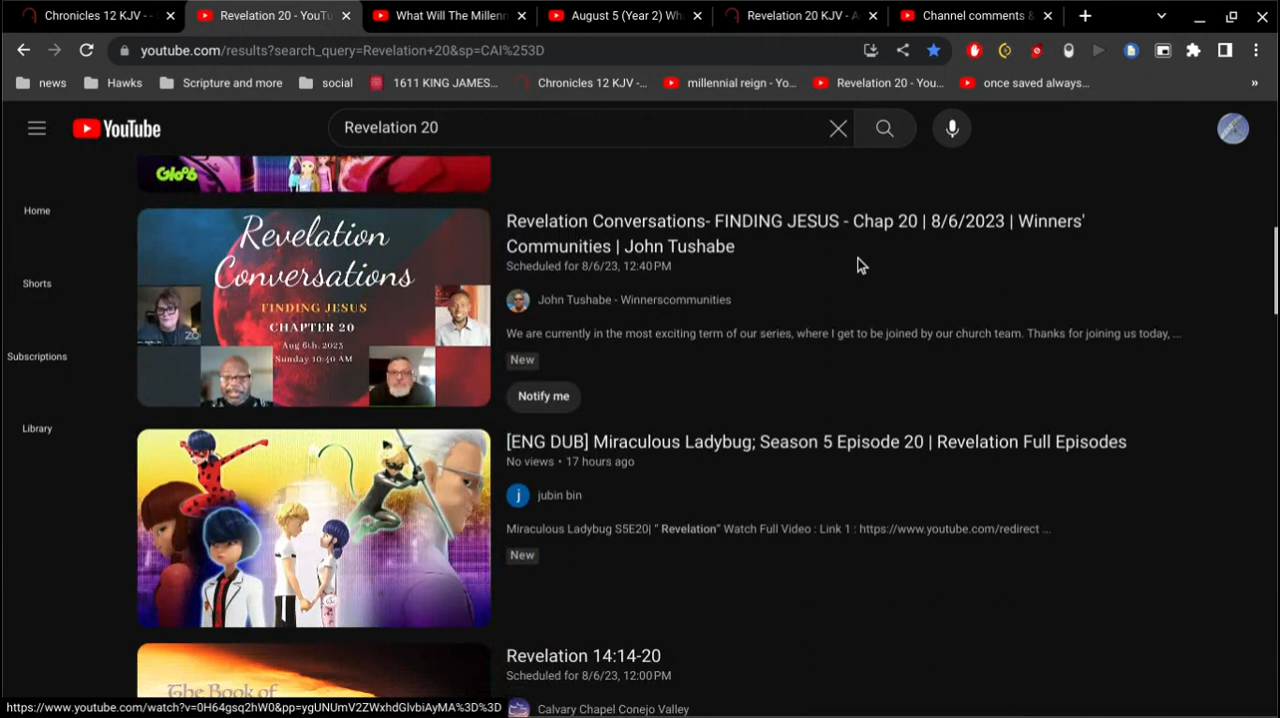 Chronicles 12 KJV - -
Revelation 20 - YouTu
What Will The Millenn
August 5 (Year 2) Wha
Revelation 20 KJV - A
Channel comments &
youtube.com/results?search_query=Revelation+20&sp=CAI%253D
news
Hawks
Scripture and more
social
1611 KING JAMES...
Chronicles 12 KJV -...
millennial reign - Yo...
Revelation 20 - You...
once saved always...
»
YouTube
Revelation 20
Home
Shorts
Subscriptions
Library
Gloob
Revelation
Conversations
FINDING JESUS
CHAPTER 20
Aug 6th, 2023
Sunday 10:40 AM
Revelation Conversations- FINDING JESUS - Chap 20 | 8/6/2023 | Winners'
Communities | John Tushabe
Scheduled for 8/6/23, 12:40 PM
John Tushabe - Winnerscommunities
We are currently in the most exciting term of our series, where I get to be joined by our church team. Thanks for joining us today, ...
New
Notify me
[ENG DUB] Miraculous Ladybug; Season 5 Episode 20 | Revelation Full Episodes
No views • 17 hours ago
j
jubin bin
Miraculous Ladybug S5E20| " Revelation" Watch Full Video : Link 1 : https://www.youtube.com/redirect ...
New
The Book of
Revelation 14:14-20
Scheduled for 8/6/23, 12:00 PM
Calvary Chapel Conejo Valley
https://www.youtube.com/watch?v=0H64gsq2hW0&pp=ygUNUmV2ZWxhdGlvbiAyMA%3D%3D